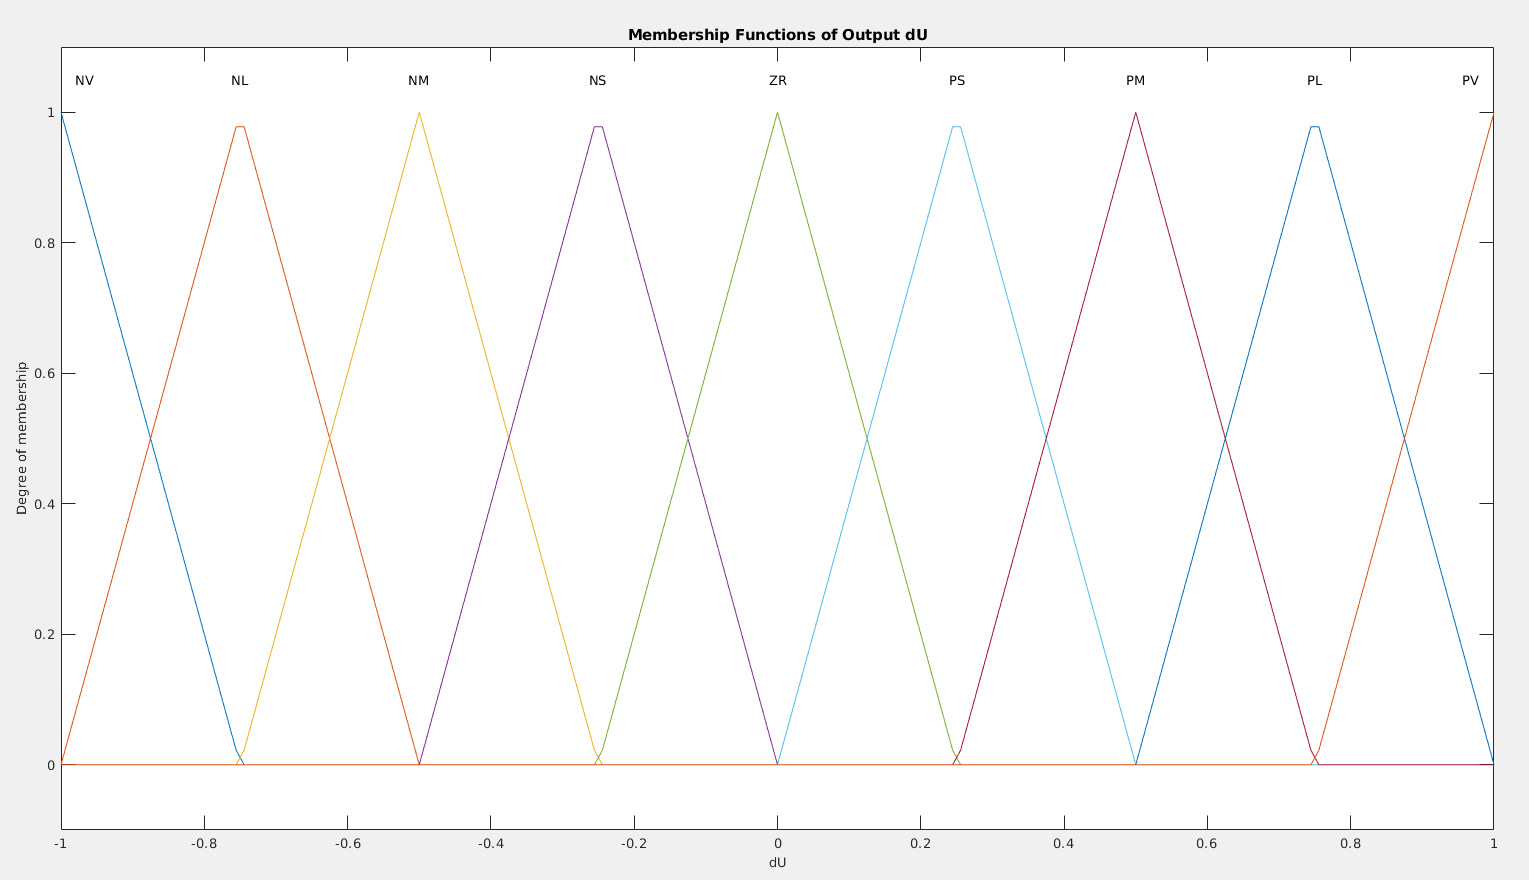 Membership Functions of Output dU
NV NL NM NS ZR PS PM PL PV
1
0.8
0.6
0.4
0.2
0
Degree of membership
-1 -0.8 -0.6 -0.4 -0.2 0 0.2 0.4 0.6 0.8 1
dU